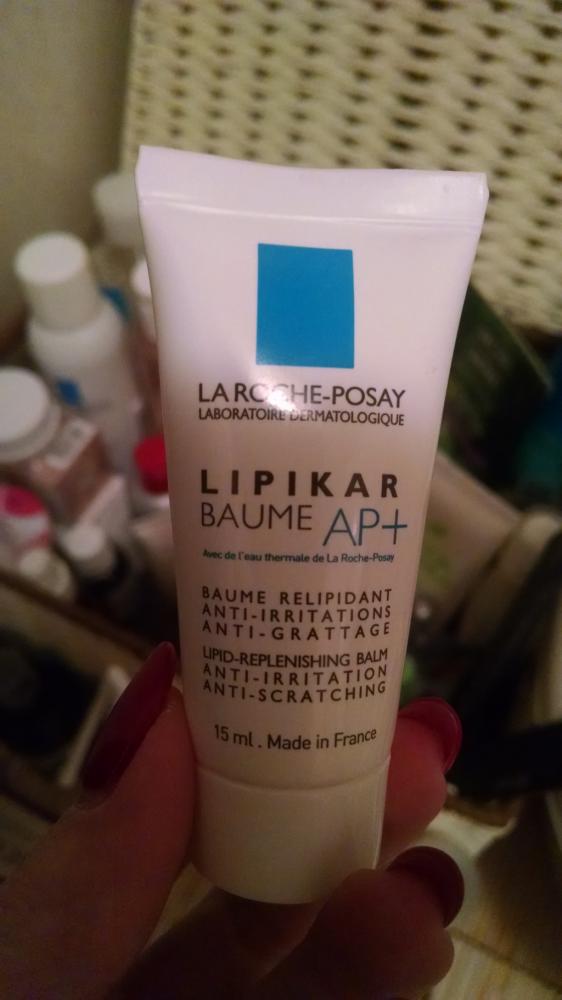 LA ROCHE-POSAY
LABORATOIRE DERMATOLOGIQUE
LIPIKAR
BAUME AP+
Avec de l'eau thermale de La Roche-Posay
BAUME RELIPIDANT
ANTI-IRRITATIONS
ANTI-GRATTAGE
LIPID-REPLENISHING BALM
ANTI-IRRITATION
ANTI-SCRATCHING
15 ml . Made in France